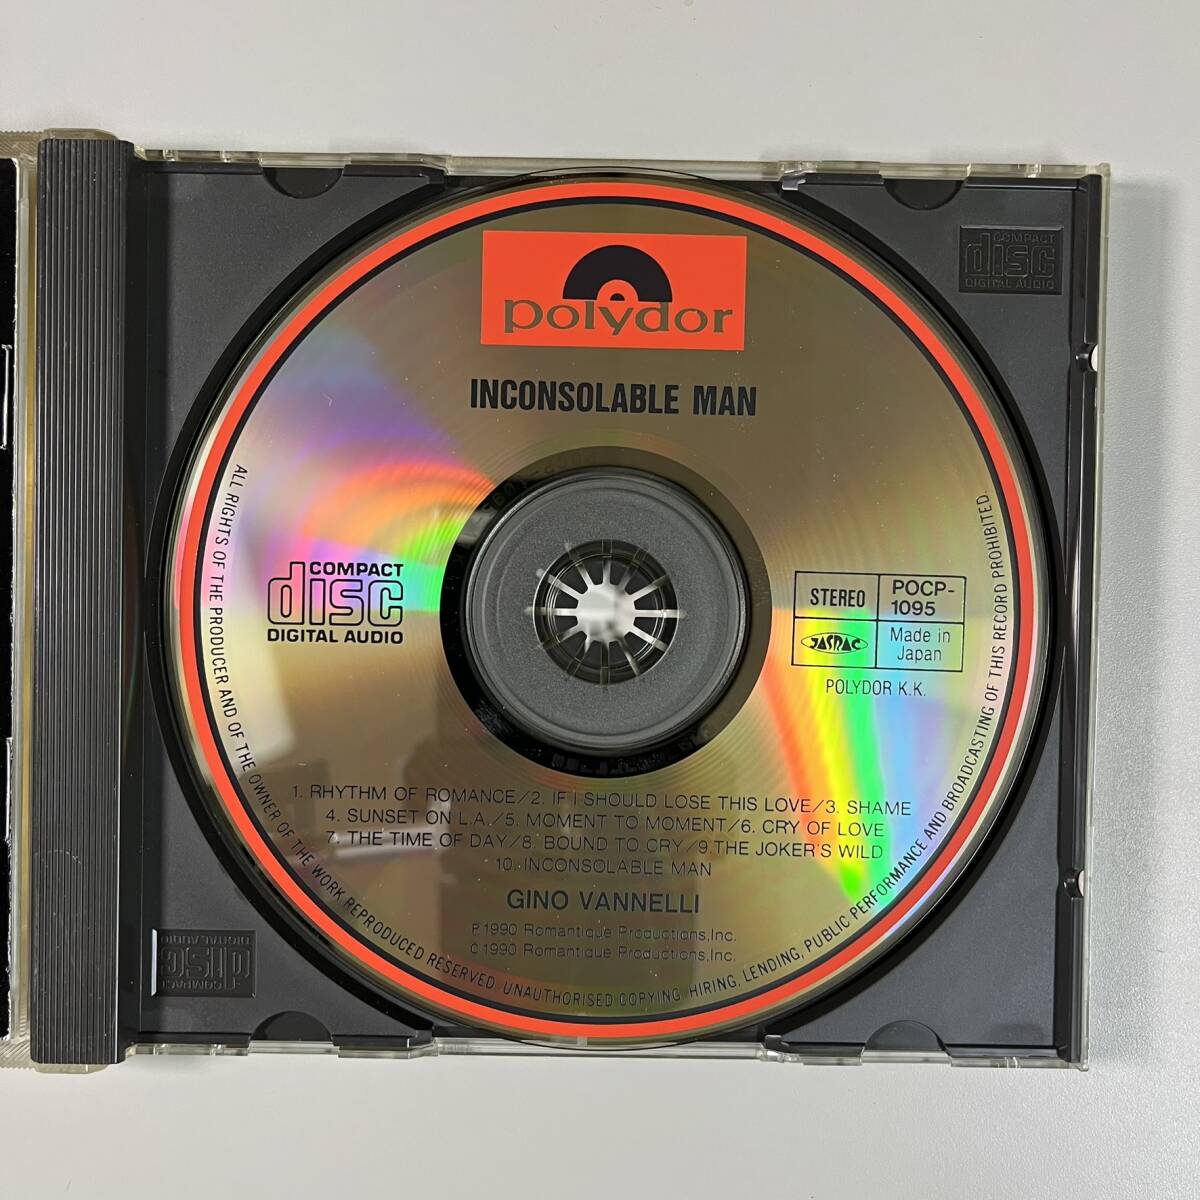 polydor
INCONSOLABLE MAN
COMPACT
disc
DIGITAL AUDIO
STEREO
POCP-
1095
JASRAC
Made in
Japan
POLYDOR K.K.
1. RHYTHM OF ROMANCE/2. IF I SHOULD LOSE THIS LOVE/3. SHAME
4. SUNSET ON L.A./5. MOMENT TO MOMENT/6. CRY OF LOVE
7. THE TIME OF DAY/8. BOUND TO CRY/9.THE JOKER'S WILD
10. INCONSOLABLE MAN
GINO VANNELLI
℗1990 Romantique Productions,Inc.
©1990 Romantique Productions,Inc.
ALL RIGHTS OF THE PRODUCER AND OF THE OWNER OF THE WORK REPRODUCED RESERVED. UNAUTHORISED COPYING, HIRING, LENDING, PUBLIC PERFORMANCE AND BROADCASTING OF THIS RECORD PROHIBITED.
COMPACT
disc
DIGITAL AUDIO
COMPACT
disc
DIGITAL AUDIO